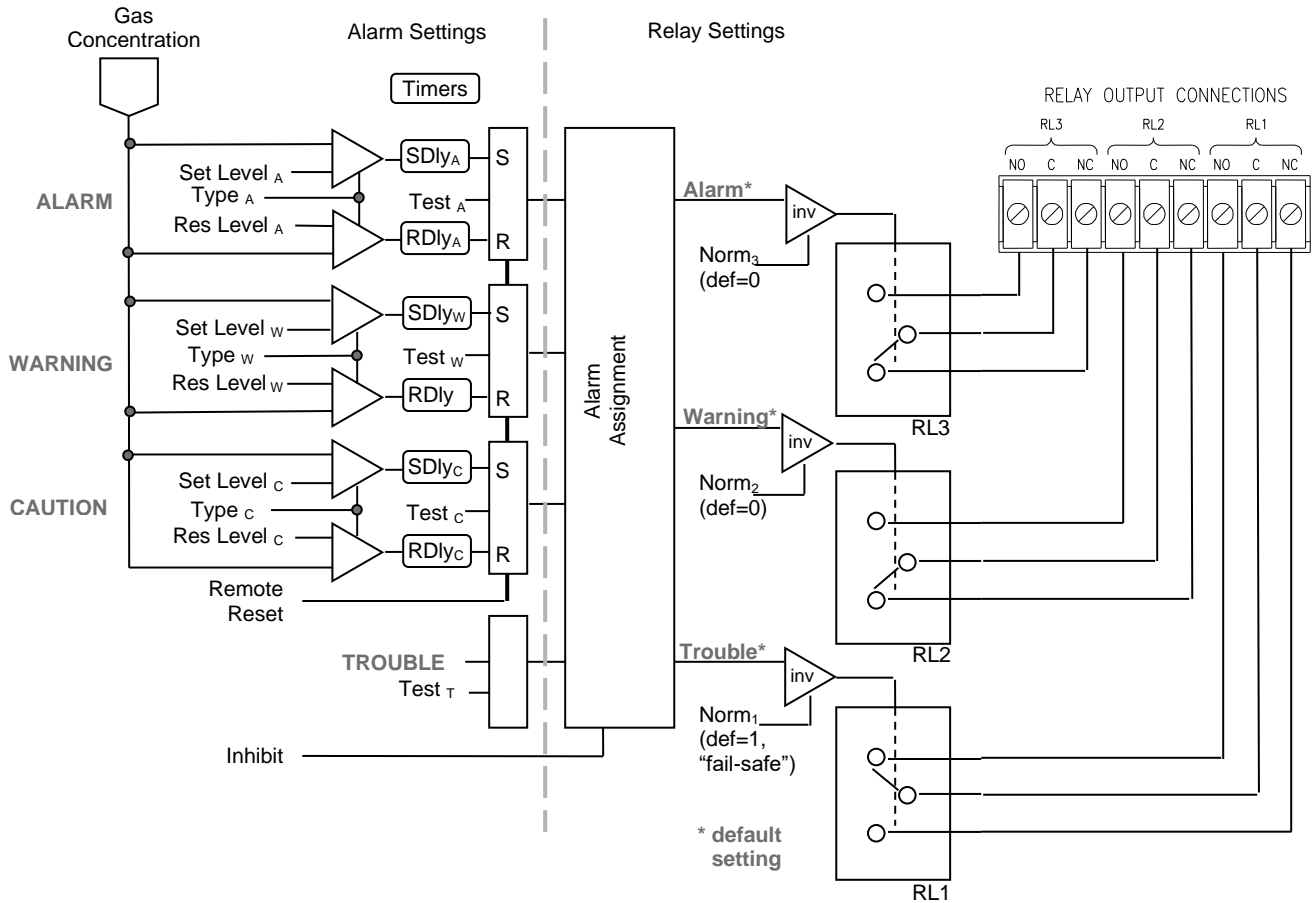 Gas
Concentration
Alarm Settings
Relay Settings
Timers
RELAY OUTPUT CONNECTIONS
RL3 RL2 RL1
NO C NC NO C NC NO C NC
ALARM
Set Level A
Type A
Res Level A
SDlyA
RDlyA
S
Test A
R
WARNING
Set Level W
Type W
Res Level W
SDlyW
RDly
S
Test W
R
CAUTION
Set Level C
Type C
Res Level C
SDlyC
RDlyC
S
Test C
R
Remote
Reset
TROUBLE
Test T
Inhibit
Alarm
Assignment
Alarm*
inv
Norm3
(def=0
RL3
Warning*
inv
Norm2
(def=0)
RL2
Trouble*
inv
Norm1
(def=1,
“fail-safe”)
RL1
* default
setting